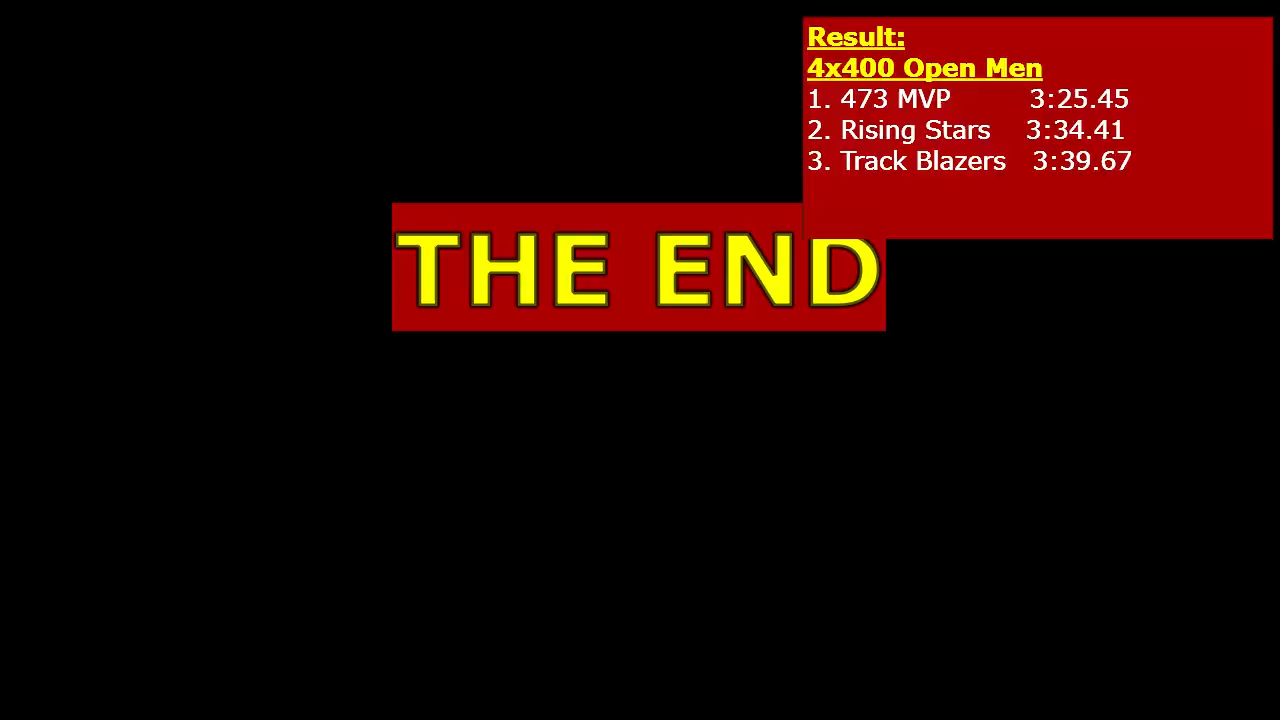 Result:
4x400 Open Men
1. 473 MVP 3:25.45
2. Rising Stars 3:34.41
3. Track Blazers 3:39.67
THE END